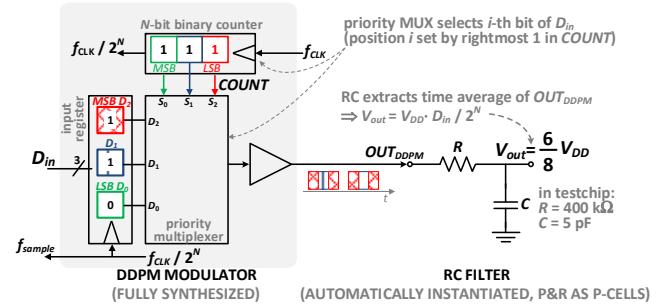 N-bit binary counter
priority MUX selects i-th bit of Din
(position i set by rightmost 1 in COUNT)
fCLK / 2^N
1 1 1
fCLK
MSB LSB
COUNT
S0 S1 S2
RC extracts time average of OUTDDPM
⇒ Vout = VDD· Din / 2^N
input register
MSB D2
1
D2
D1
Din
3
1
D1
LSB D0
0
D0
priority
multiplexer
OUTDDPM
R
Vout= 6/8 VDD
t
C
in testchip:
R = 400 kΩ
C = 5 pF
fsample
fCLK / 2^N
DDPM MODULATOR
(FULLY SYNTHESIZED)
RC FILTER
(AUTOMATICALLY INSTANTIATED, P&R AS P-CELLS)